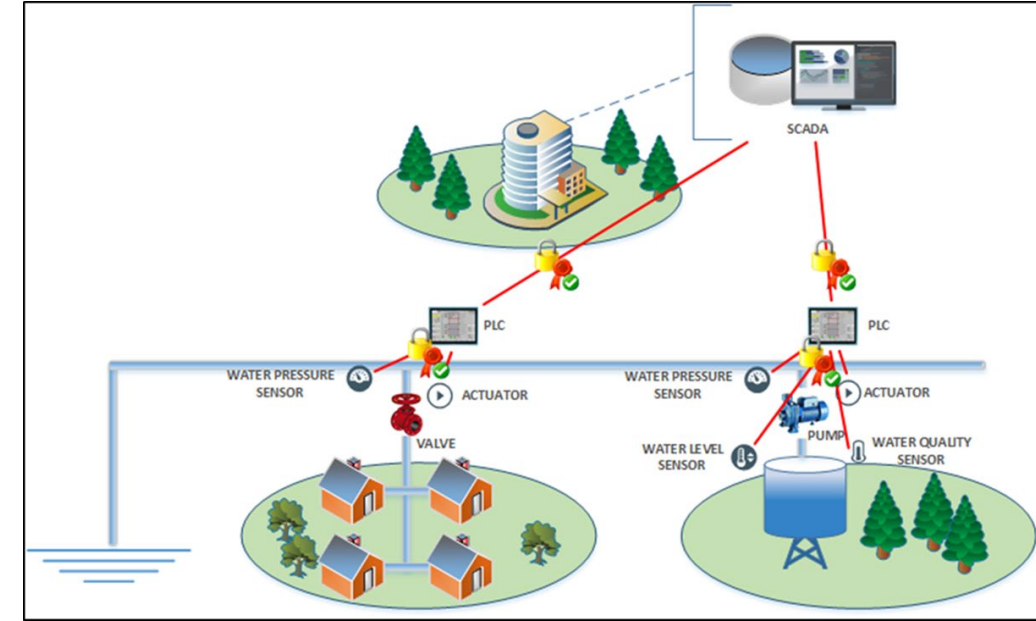 SCADA
PLC
PLC
WATER PRESSURE
SENSOR
ACTUATOR
WATER PRESSURE
SENSOR
ACTUATOR
VALVE
PUMP
WATER LEVEL
SENSOR
WATER QUALITY
SENSOR